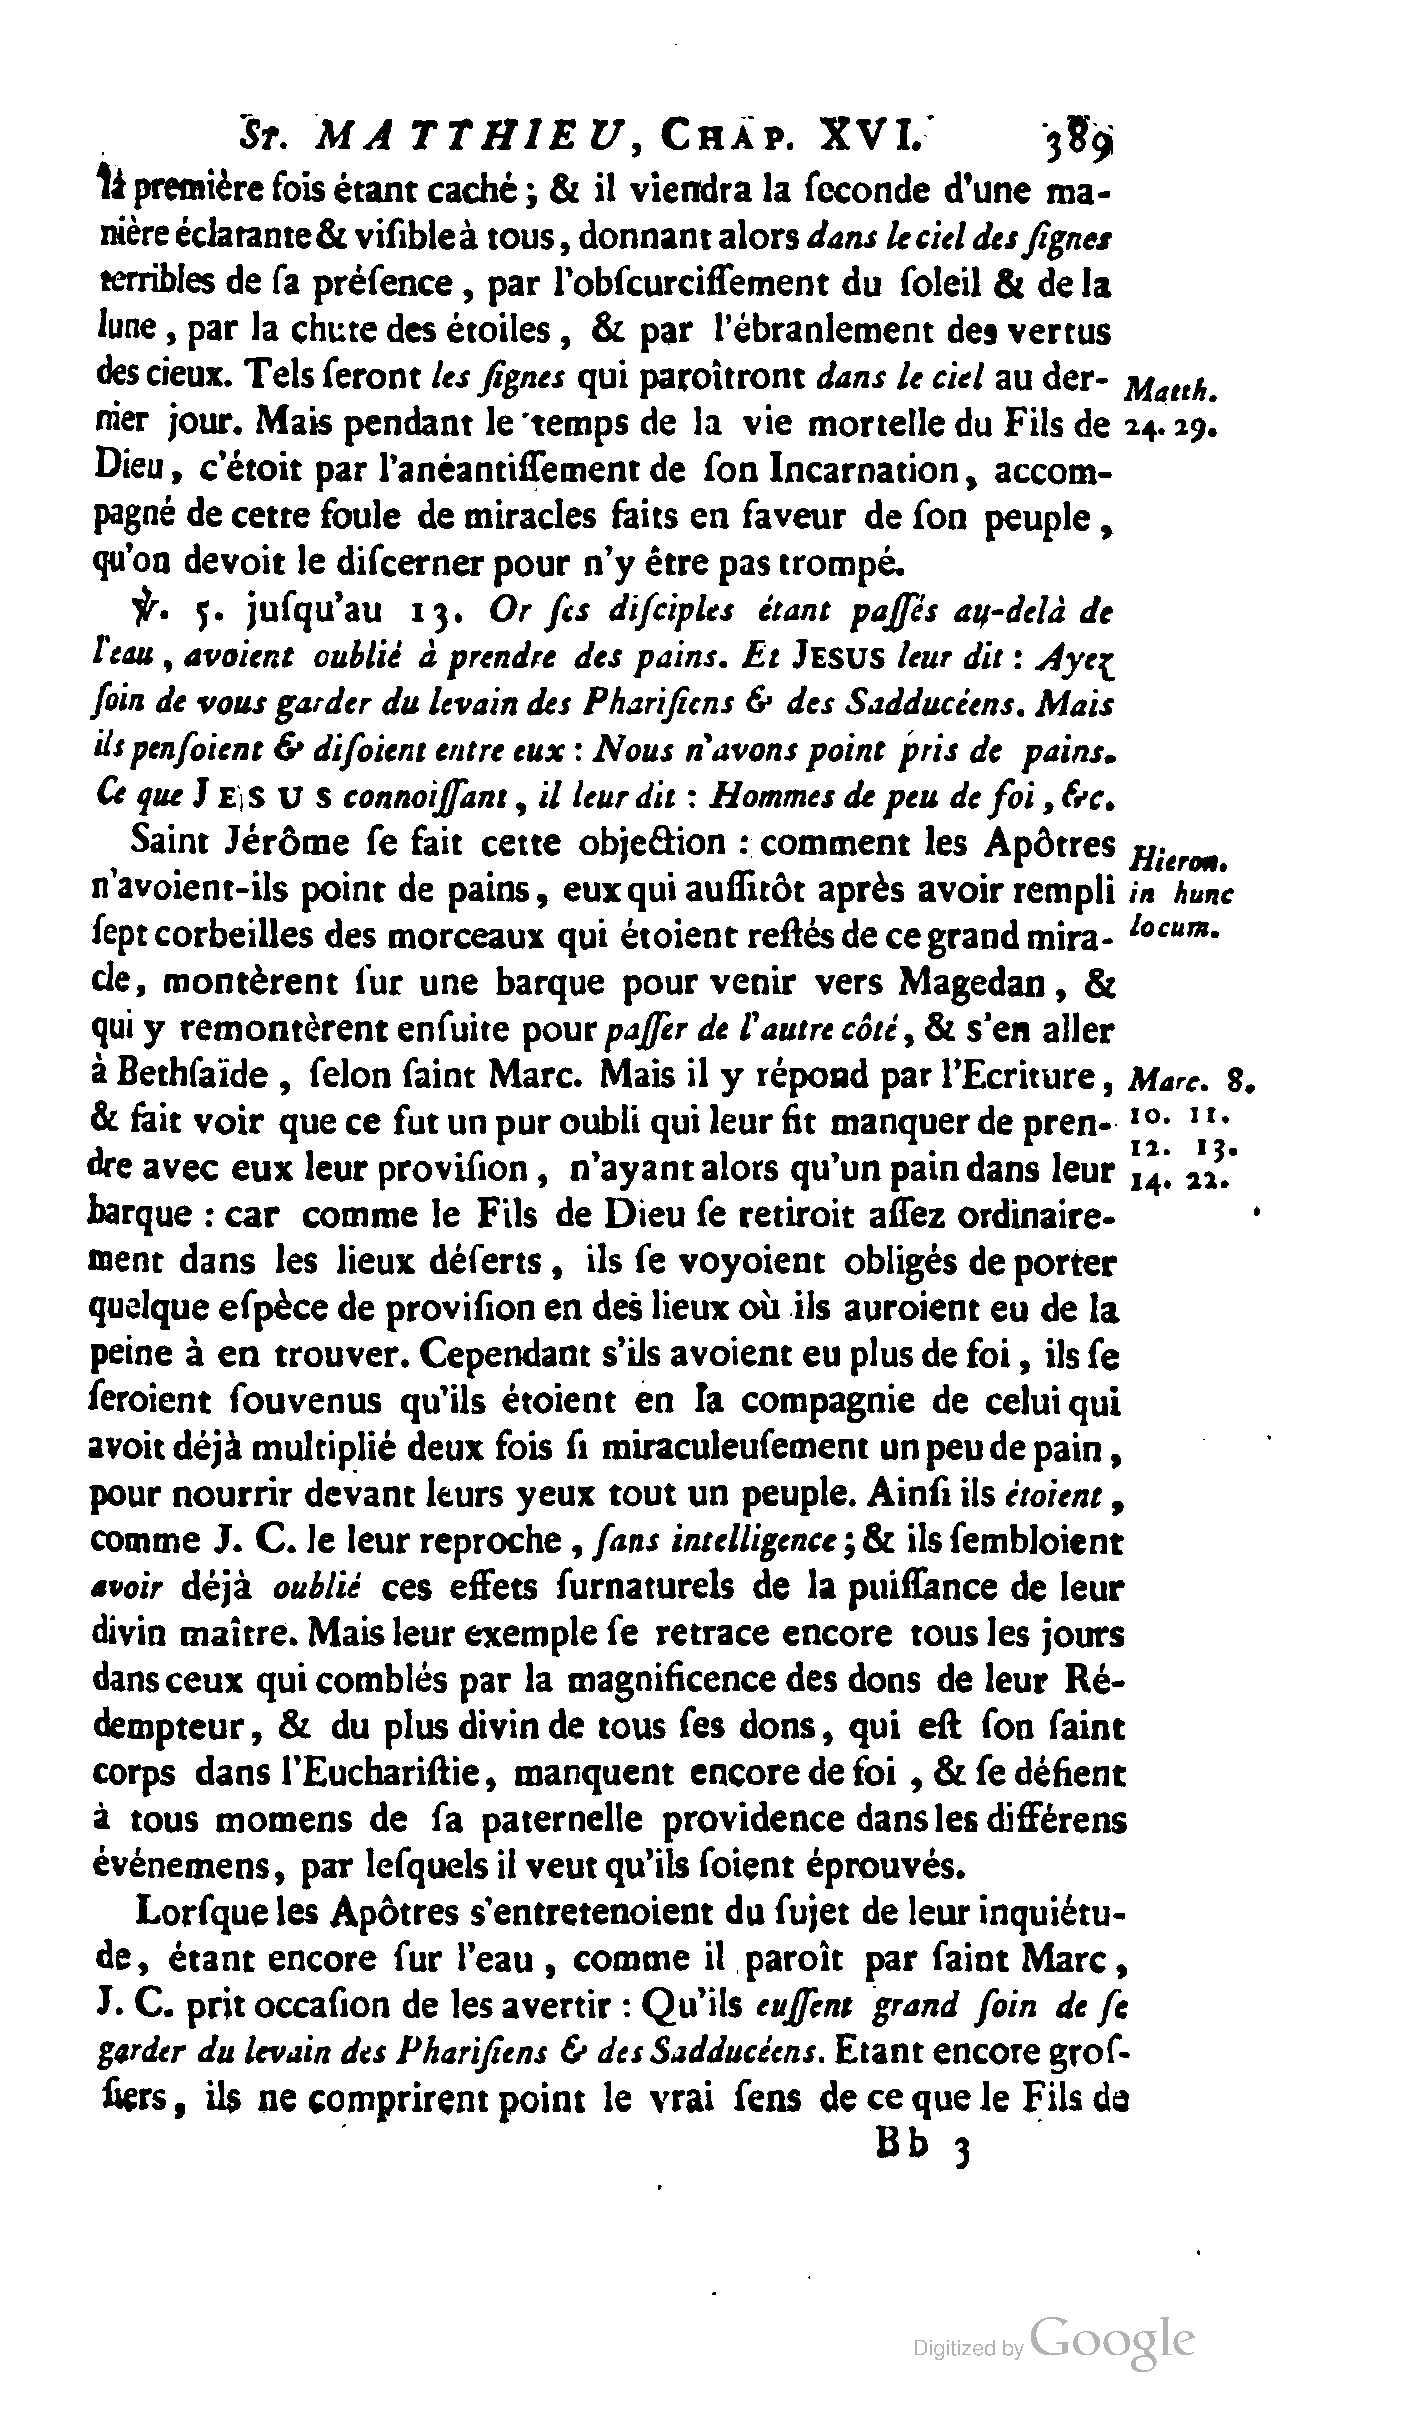 St. MATTHIEU, CHAP. XVI. 389
la première fois étant caché ; & il viendra la ſeconde d'une ma-
nière éclatante & viſible à tous, donnant alors dans le ciel des ſignes
terribles de ſa préſence, par l'obſcurciſſement du ſoleil & de la
lune, par la chute des étoiles, & par l'ébranlement des vertus
des cieux. Tels ſeront les ſignes qui paroîtront dans le ciel au der-
Matth.
nier jour. Mais pendant le temps de la vie mortelle du Fils de
24. 29.
Dieu, c'étoit par l'anéantiſſement de ſon Incarnation, accom-
pagné de cette foule de miracles faits en faveur de ſon peuple,
qu'on devoit le diſcerner pour n'y être pas trompé.
℣. 5. juſqu'au 13. Or ſes diſciples étant paſſés au-delà de
l'eau, avoient oublié à prendre des pains. Et JESUS leur dit : Ayez
ſoin de vous garder du levain des Phariſiens & des Sadducéens. Mais
ils penſoient & diſoient entre eux : Nous n'avons point pris de pains.
Ce que JESUS connoiſſant, il leur dit : Hommes de peu de foi, &c.
Saint Jérôme ſe fait cette objection : comment les Apôtres
Hieron.
n'avoient-ils point de pains, eux qui auſſitôt après avoir rempli
in hunc
ſept corbeilles des morceaux qui étoient reſtés de ce grand mira-
locum.
cle, montèrent ſur une barque pour venir vers Magedan, &
qui y remontèrent enſuite pour paſſer de l'autre côté, & s'en aller
à Bethſaïde, ſelon ſaint Marc. Mais il y répond par l'Ecriture,
Marc. 8.
& fait voir que ce fut un pur oubli qui leur fit manquer de pren-
10. 11.
12. 13.
dre avec eux leur proviſion, n'ayant alors qu'un pain dans leur
14. 22.
barque : car comme le Fils de Dieu ſe retiroit aſſez ordinaire-
ment dans les lieux déſerts, ils ſe voyoient obligés de porter
quelque eſpèce de proviſion en des lieux où ils auroient eu de la
peine à en trouver. Cependant s'ils avoient eu plus de foi, ils ſe
ſeroient ſouvenus qu'ils étoient en la compagnie de celui qui
avoit déjà multiplié deux fois ſi miraculeuſement un peu de pain,
pour nourrir devant leurs yeux tout un peuple. Ainſi ils étoient,
comme J. C. le leur reproche, ſans intelligence ; & ils ſembloient
avoir déjà oublié ces effets ſurnaturels de la puiſſance de leur
divin maître. Mais leur exemple ſe retrace encore tous les jours
dans ceux qui comblés par la magnificence des dons de leur Ré-
dempteur, & du plus divin de tous ſes dons, qui eſt ſon ſaint
corps dans l'Euchariſtie, manquent encore de foi, & ſe défient
à tous momens de ſa paternelle providence dans les différens
événemens, par leſquels il veut qu'ils ſoient éprouvés.
Lorſque les Apôtres s'entretenoient du ſujet de leur inquiétu-
de, étant encore ſur l'eau, comme il paroît par ſaint Marc,
J. C. prit occaſion de les avertir : Qu'ils euſſent grand ſoin de ſe
garder du levain des Phariſiens & des Sadducéens. Etant encore groſ-
ſiers, ils ne comprirent point le vrai ſens de ce que le Fils de
Bb 3
Digitized by Google